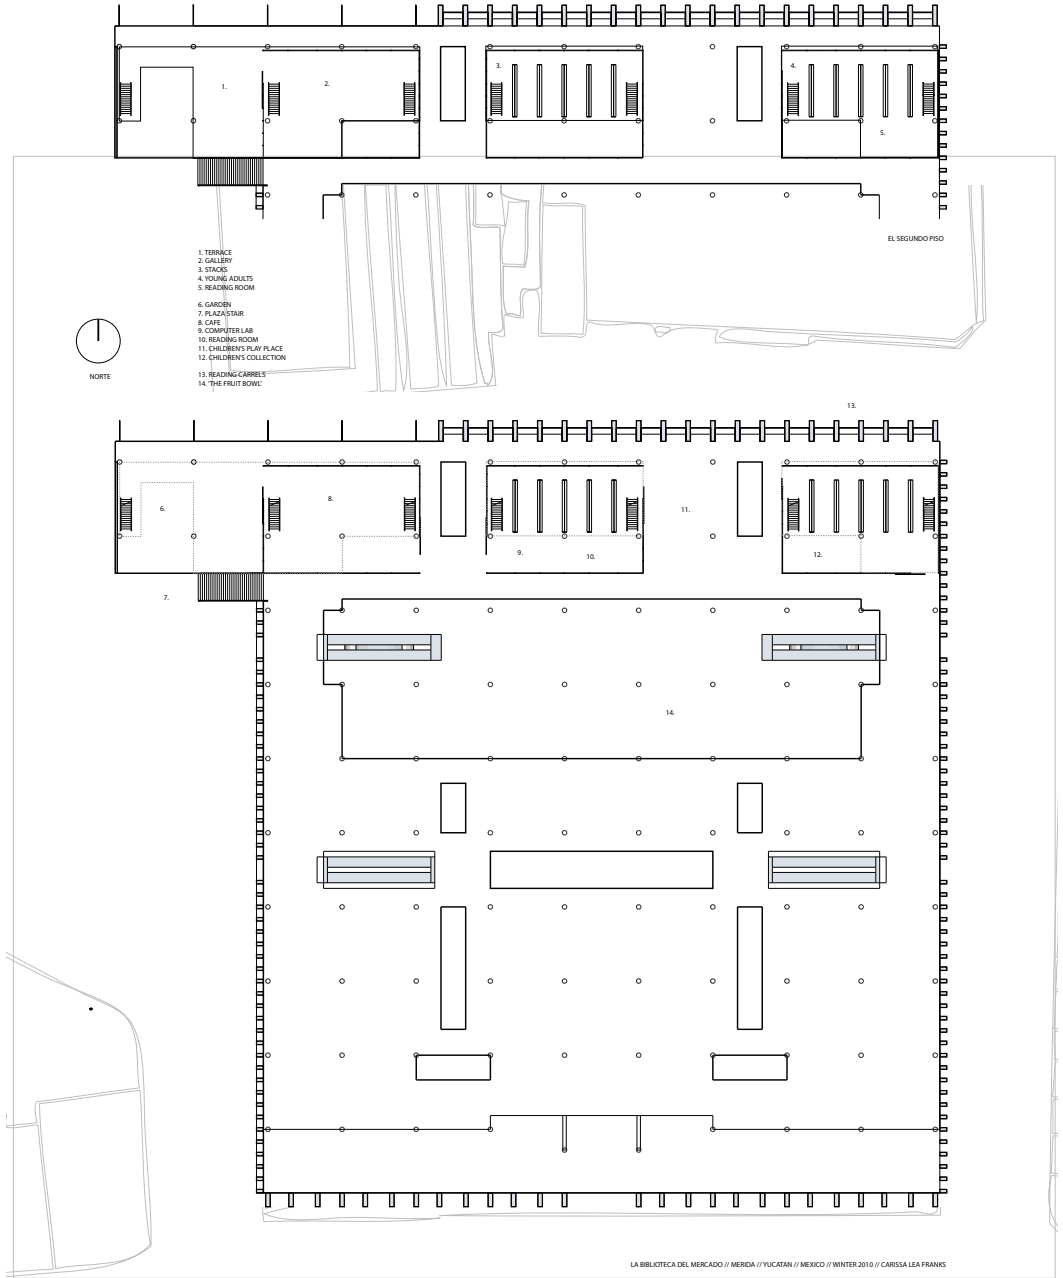 1.
2.
3.
4.
5.
EL SEGUNDO PISO
1. TERRACE
2. GALLERY
3. STACKS
4. YOUNG ADULTS
5. READING ROOM
6. GARDEN
7. PLAZA STAIR
8. CAFE
9. COMPUTER LAB
10. READING ROOM
11. CHILDREN'S PLAY PLACE
12. CHILDREN'S COLLECTION
13. READING CARRELS
14. 'THE FRUIT BOWL'
NORTE
13.
6.
8.
11.
9.
10.
12.
7.
14.
LA BIBLIOTECA DEL MERCADO // MERIDA // YUCATAN // MEXICO // WINTER 2010 // CARISSA LEA FRANKS